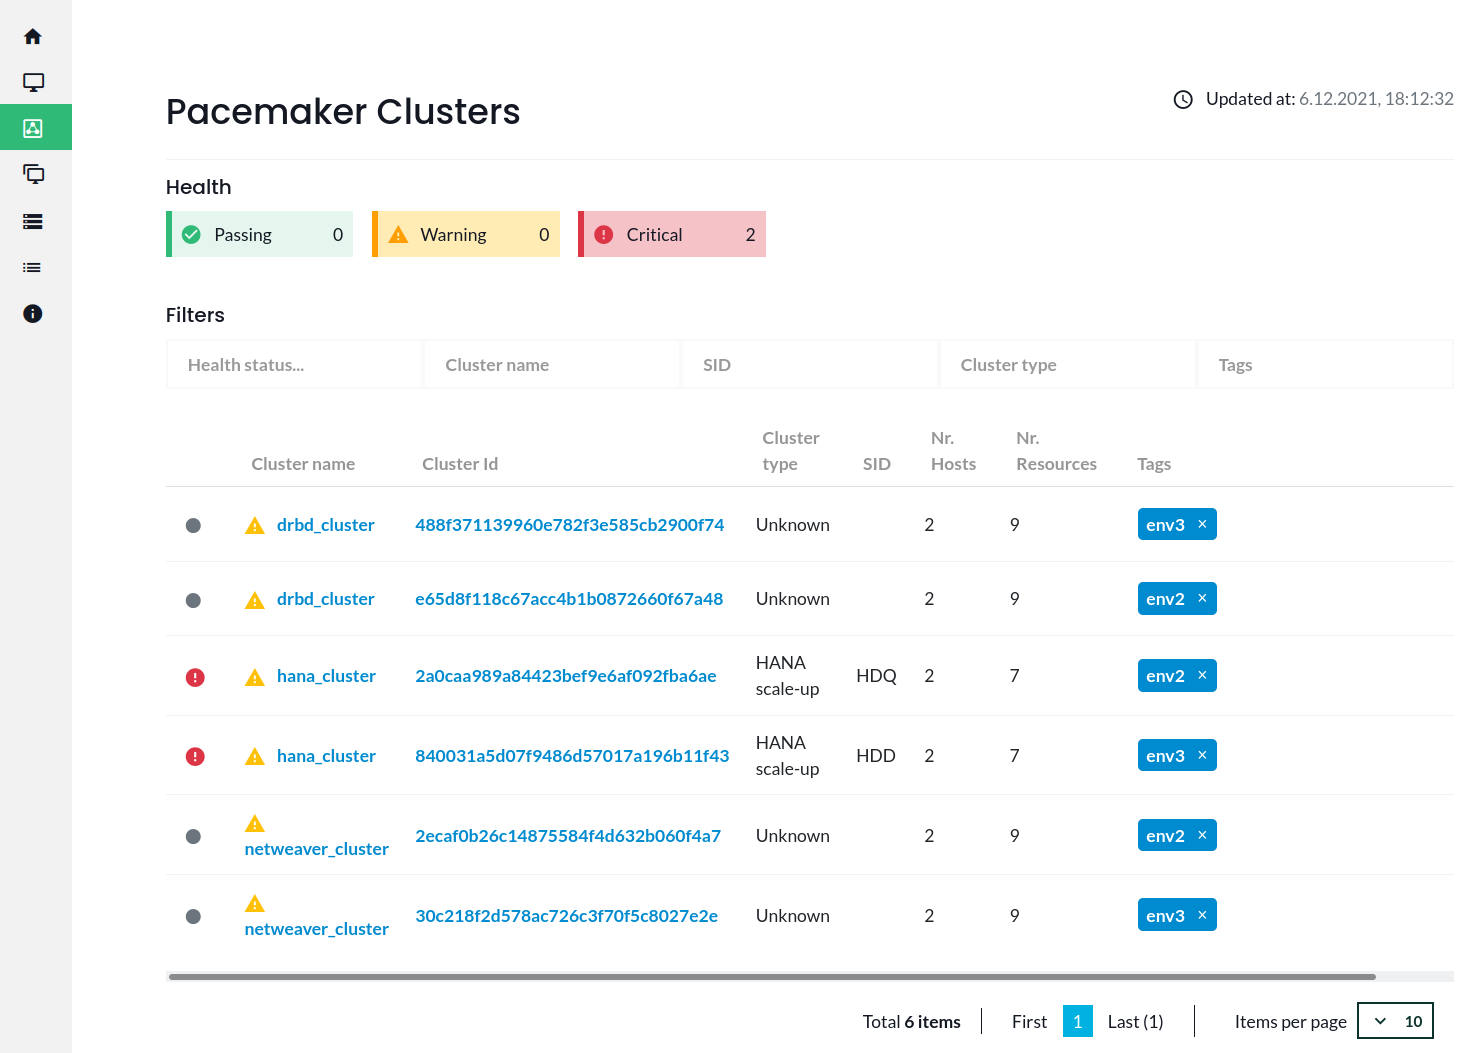 Pacemaker Clusters
Updated at: 6.12.2021, 18:12:32
Health
Passing 0
Warning 0
Critical 2
Filters
Health status... Cluster name SID Cluster type Tags
Cluster name Cluster Id Cluster type SID Nr. Hosts Nr. Resources Tags
drbd_cluster 488f371139960e782f3e585cb2900f74 Unknown 2 9 env3 ×
drbd_cluster e65d8f118c67acc4b1b0872660f67a48 Unknown 2 9 env2 ×
hana_cluster 2a0caa989a84423bef9e6af092fba6ae HANA scale-up HDQ 2 7 env2 ×
hana_cluster 840031a5d07f9486d57017a196b11f43 HANA scale-up HDD 2 7 env3 ×
netweaver_cluster 2ecaf0b26c14875584f4d632b060f4a7 Unknown 2 9 env2 ×
netweaver_cluster 30c218f2d578ac726c3f70f5c8027e2e Unknown 2 9 env3 ×
Total 6 items First 1 Last (1) Items per page 10